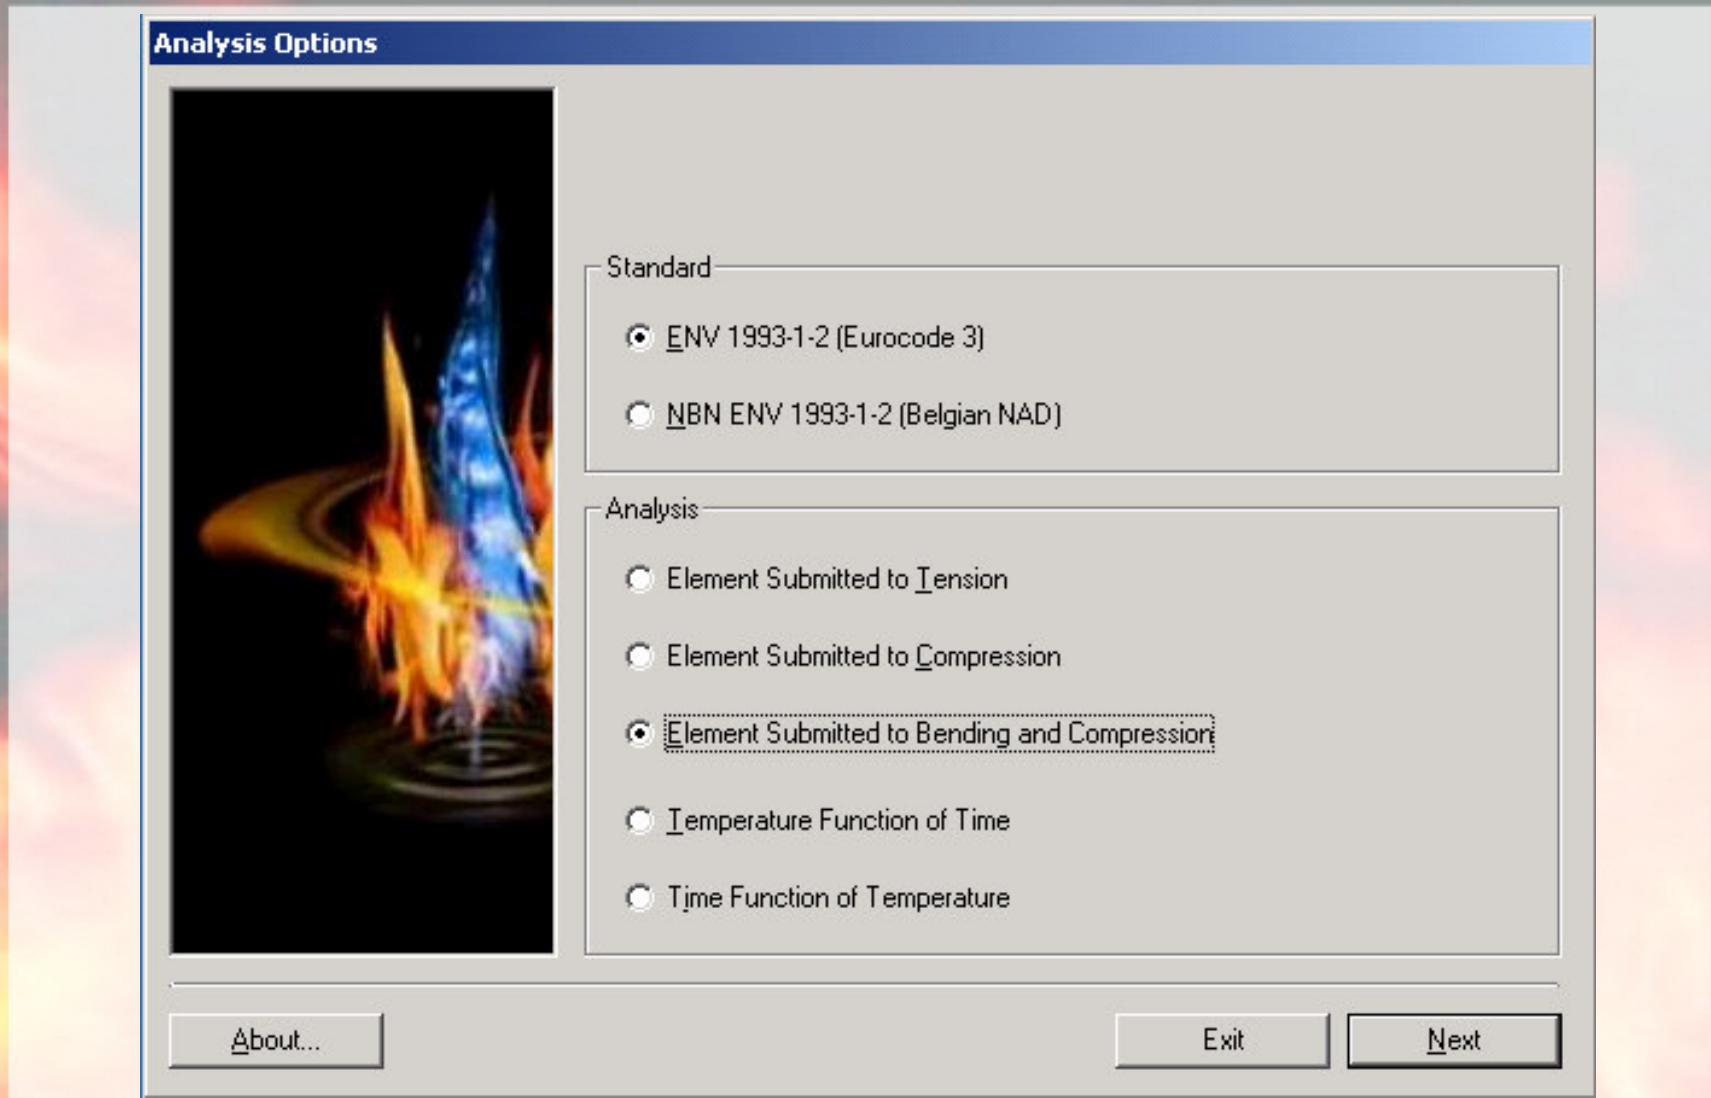 Analysis Options
Standard
ENV 1993-1-2 (Eurocode 3)
NBN ENV 1993-1-2 (Belgian NAD)
Analysis
Element Submitted to Tension
Element Submitted to Compression
Element Submitted to Bending and Compression
Temperature Function of Time
Time Function of Temperature
About...
Exit
Next